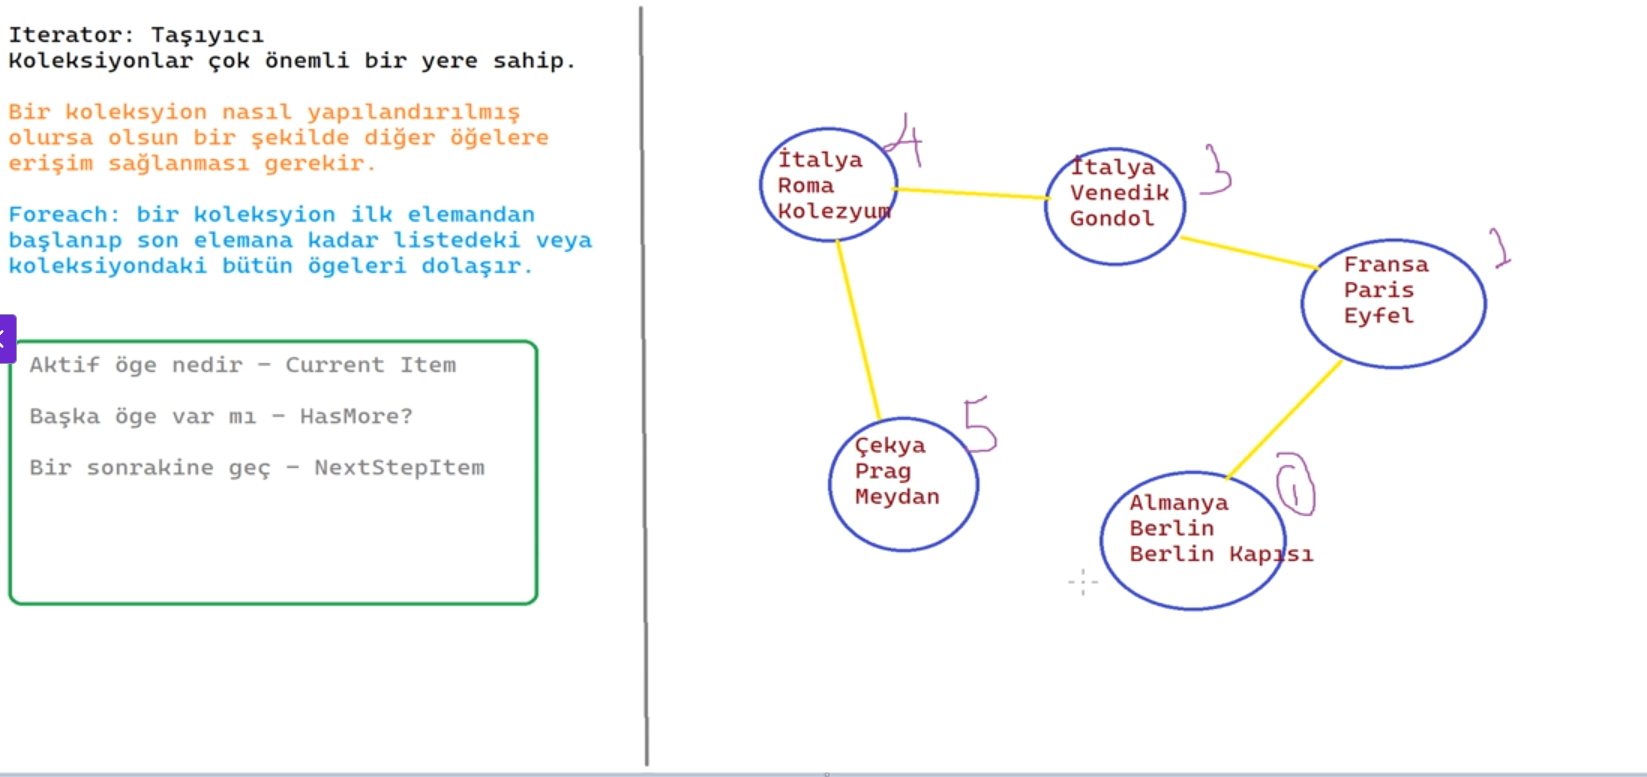 Iterator: Taşıyıcı
Koleksiyonlar çok önemli bir yere sahip.
Bir koleksyion nasıl yapılandırılmış
olursa olsun bir şekilde diğer öğelere
erişim sağlanması gerekir.
Foreach: bir koleksyion ilk elemandan
başlanıp son elemana kadar listedeki veya
koleksiyondaki bütün ögeleri dolaşır.
Aktif öge nedir – Current Item
Başka öge var mı – HasMore?
Bir sonrakine geç – NextStepItem
İtalya
Roma
Kolezyum
4
İtalya
Venedik
Gondol
3
Fransa
Paris
Eyfel
Çekya
Prag
Meydan
5
Almanya
Berlin
Berlin Kapısı
1